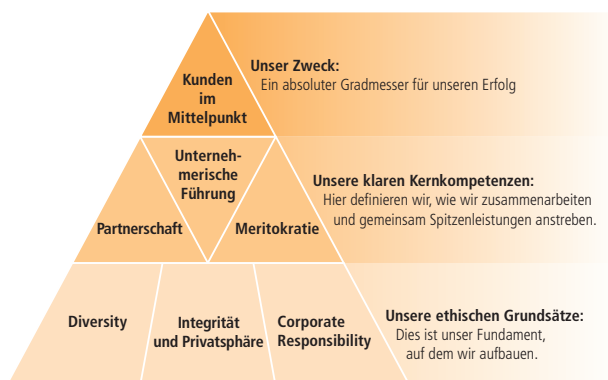 Kunden
im
Mittelpunkt
Unser Zweck:
Ein absoluter Gradmesser für unseren Erfolg
Unterneh-
merische
Führung
Partnerschaft
Meritokratie
Unsere klaren Kernkompetenzen:
Hier definieren wir, wie wir zusammenarbeiten
und gemeinsam Spitzenleistungen anstreben.
Diversity
Integrität
und Privatsphäre
Corporate
Responsibility
Unsere ethischen Grundsätze:
Dies ist unser Fundament,
auf dem wir aufbauen.